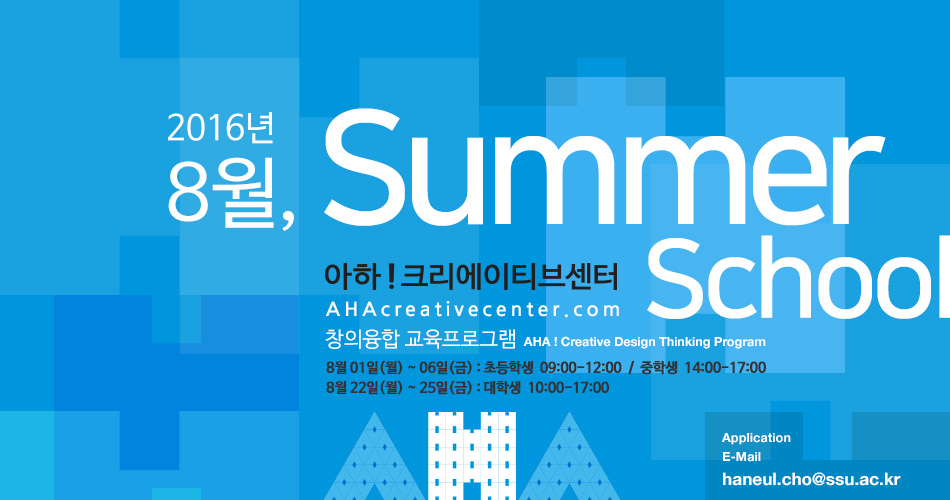 2016년
8월,
Summer
School
아하!크리에이티브센터
AHAcreativecenter.com
창의융합 교육프로그램 AHA ! Creative Design Thinking Program
8월 01일(월) ~ 06일(금) : 초등학생 09:00-12:00 / 중학생 14:00-17:00
8월 22일(월) ~ 25일(금) : 대학생 10:00-17:00
AHA
Application
E-Mail
haneul.cho@ssu.ac.kr